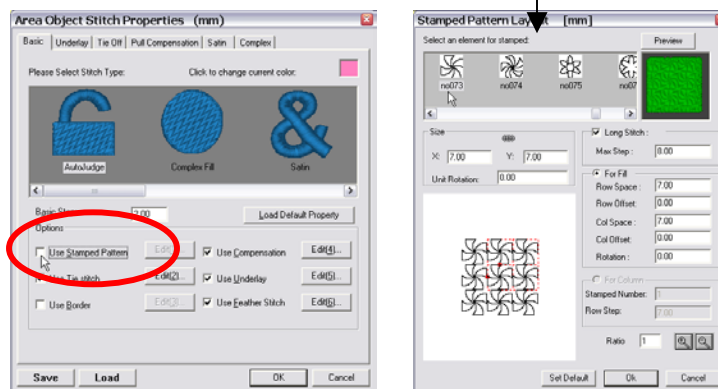 Area Object Stitch Properties (mm)
Basic Underlay Tie Off Pull Compensation Satin Complex
Please Select Stitch Type: Click to change current color:
AutoJudge Complex Fill Satin
Basic 2.00 Load Default Property
Options
Use Stamped Pattern Use Compensation Edit(4)...
Use Tie stitch Edit(2)... Use Underlay Edit(5)...
Use Border Edit(3)... Use Feather Stitch Edit(6)...
Save Load OK Cancel
Stamped Pattern Layout [mm]
Select an element for stamped: Preview
no073 no074 no075
Size
X: 7.00 Y: 7.00
Unit Rotation: 0.00
Long Stitch :
Max Step : 8.00
For Fill
Row Space : 7.00
Row Offset: 0.00
Col Space : 7.00
Col Offset: 0.00
Rotation : 0.00
For Column
Stamped Number: 1
Row Step: 7.00
Ratio 1
Set Default Ok Cancel